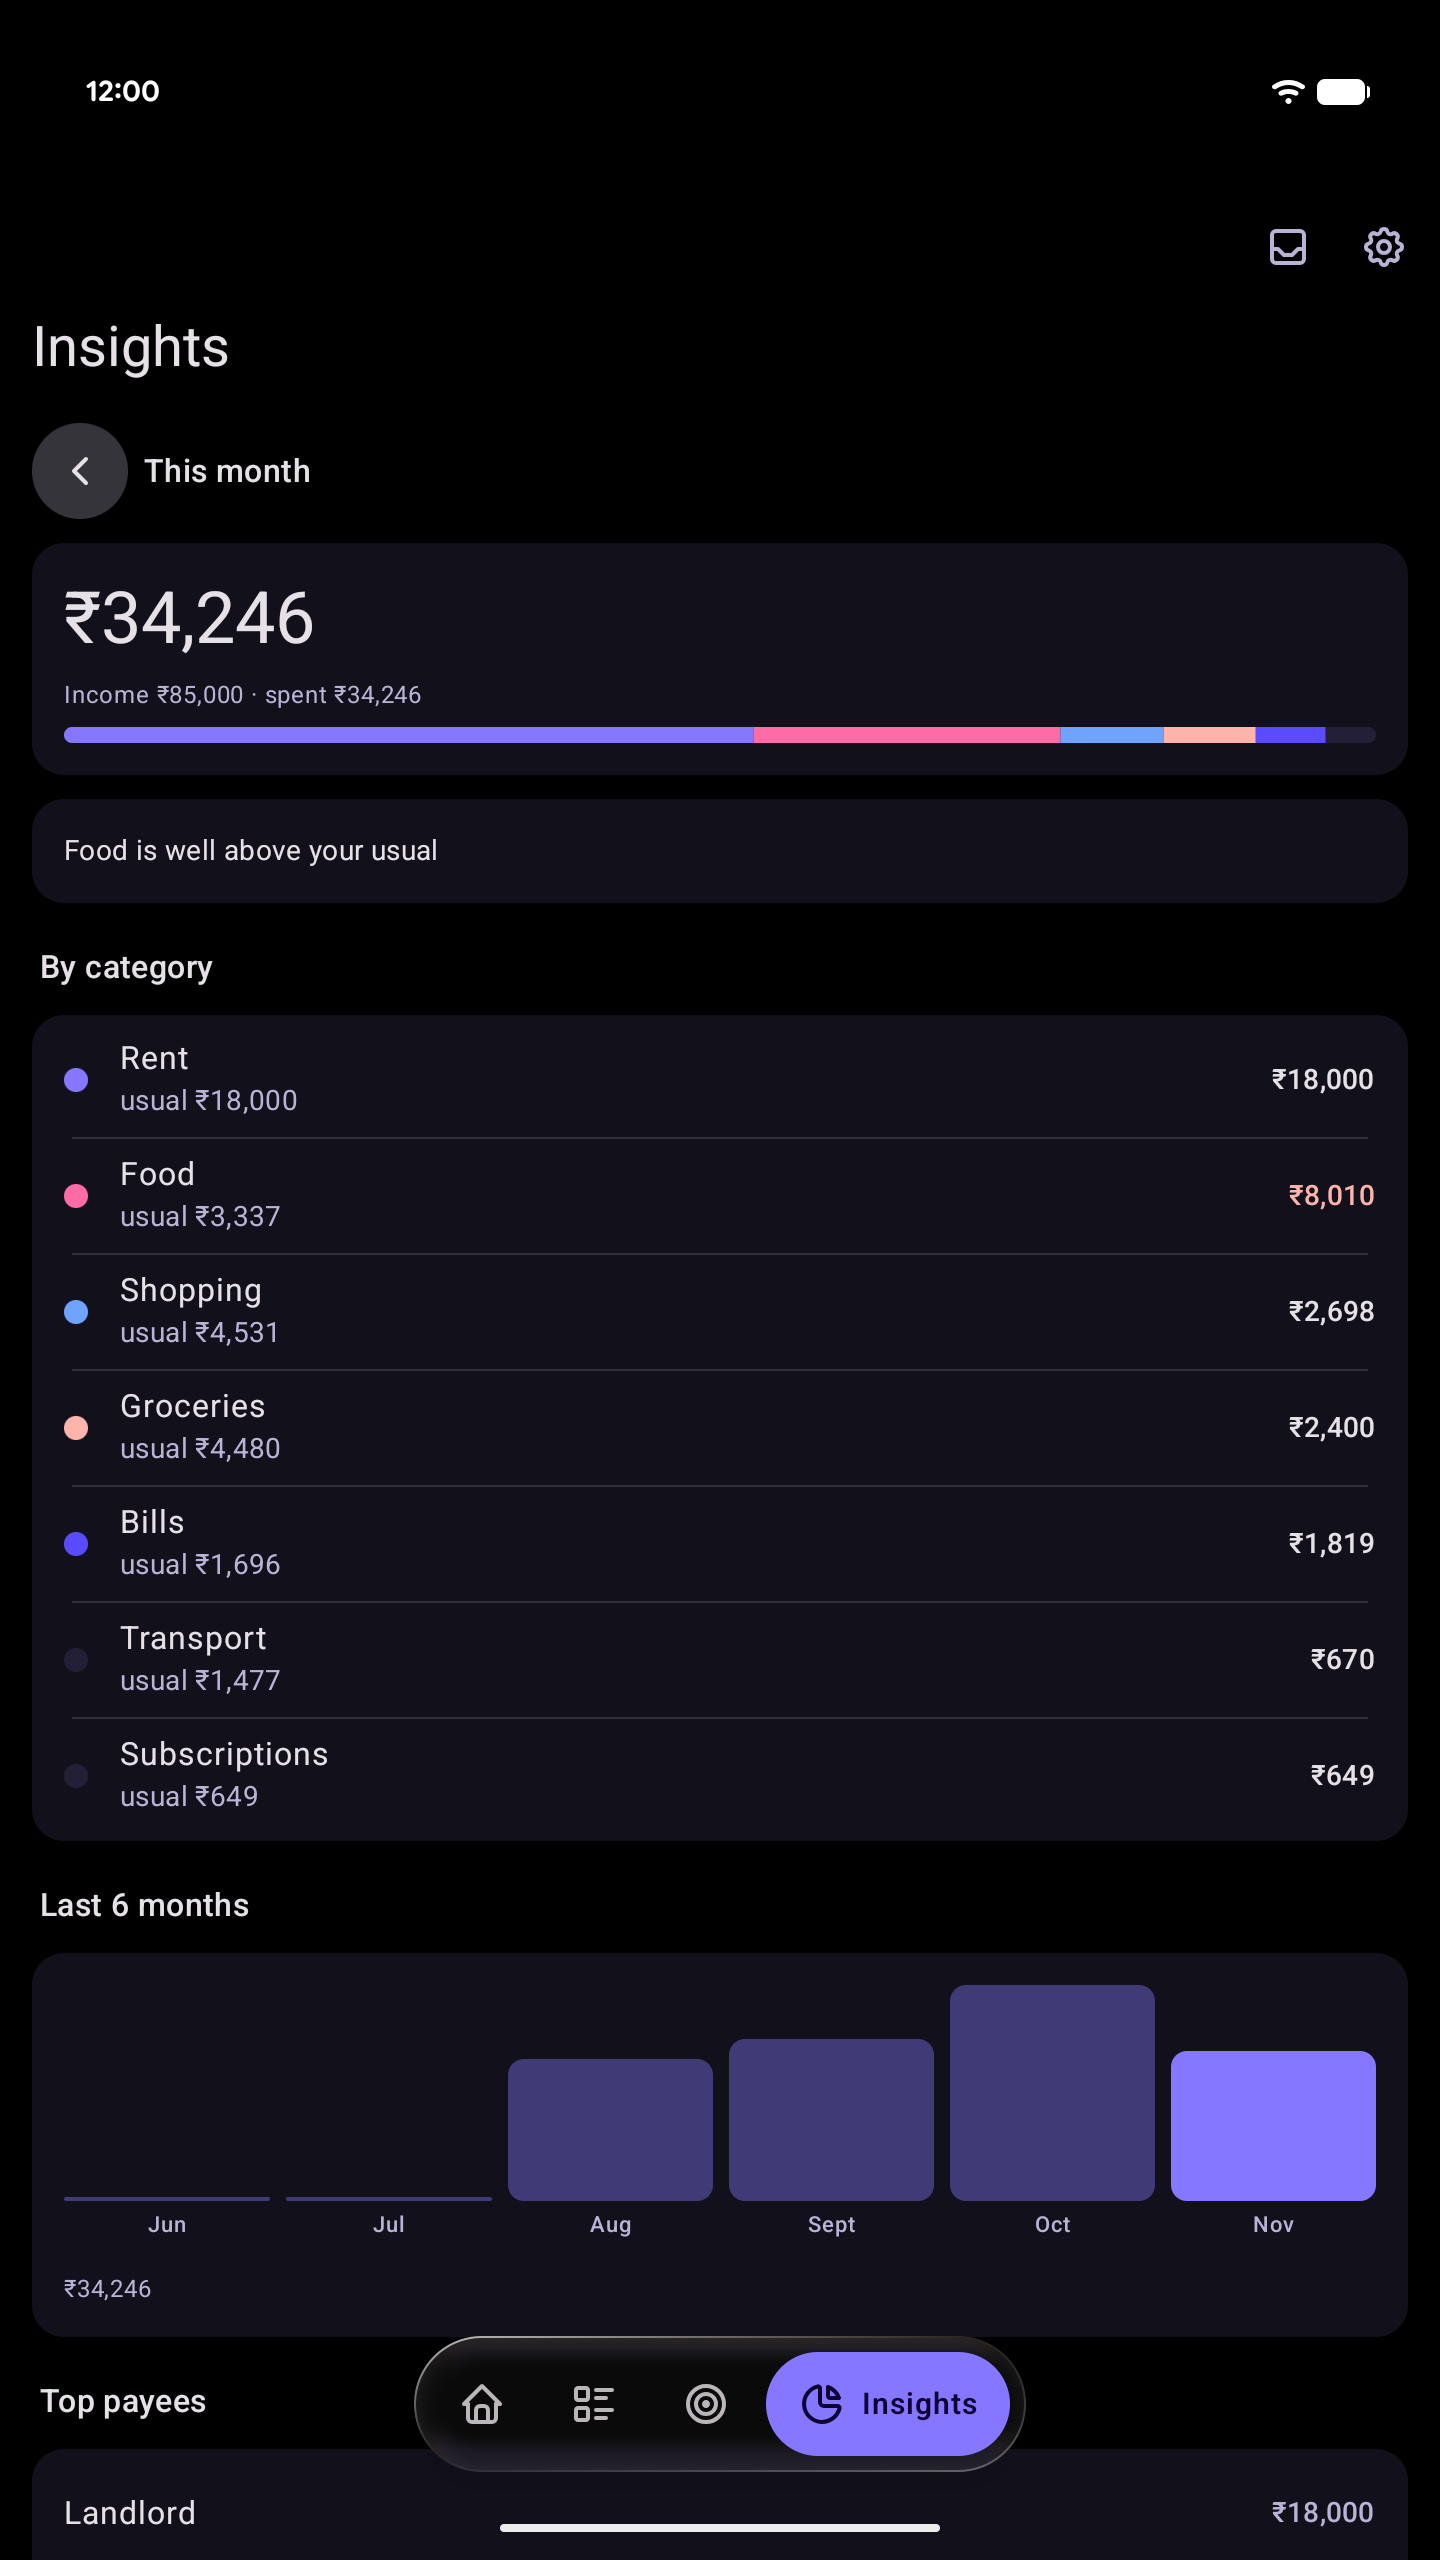 12:00
Insights
This month
₹34,246
Income ₹85,000 · spent ₹34,246
Food is well above your usual
By category
Rent
usual ₹18,000
₹18,000
Food
usual ₹3,337
₹8,010
Shopping
usual ₹4,531
₹2,698
Groceries
usual ₹4,480
₹2,400
Bills
usual ₹1,696
₹1,819
Transport
usual ₹1,477
₹670
Subscriptions
usual ₹649
₹649
Last 6 months
Jun Jul Aug Sept Oct Nov
₹34,246
Top payees
Insights
Landlord
₹18,000